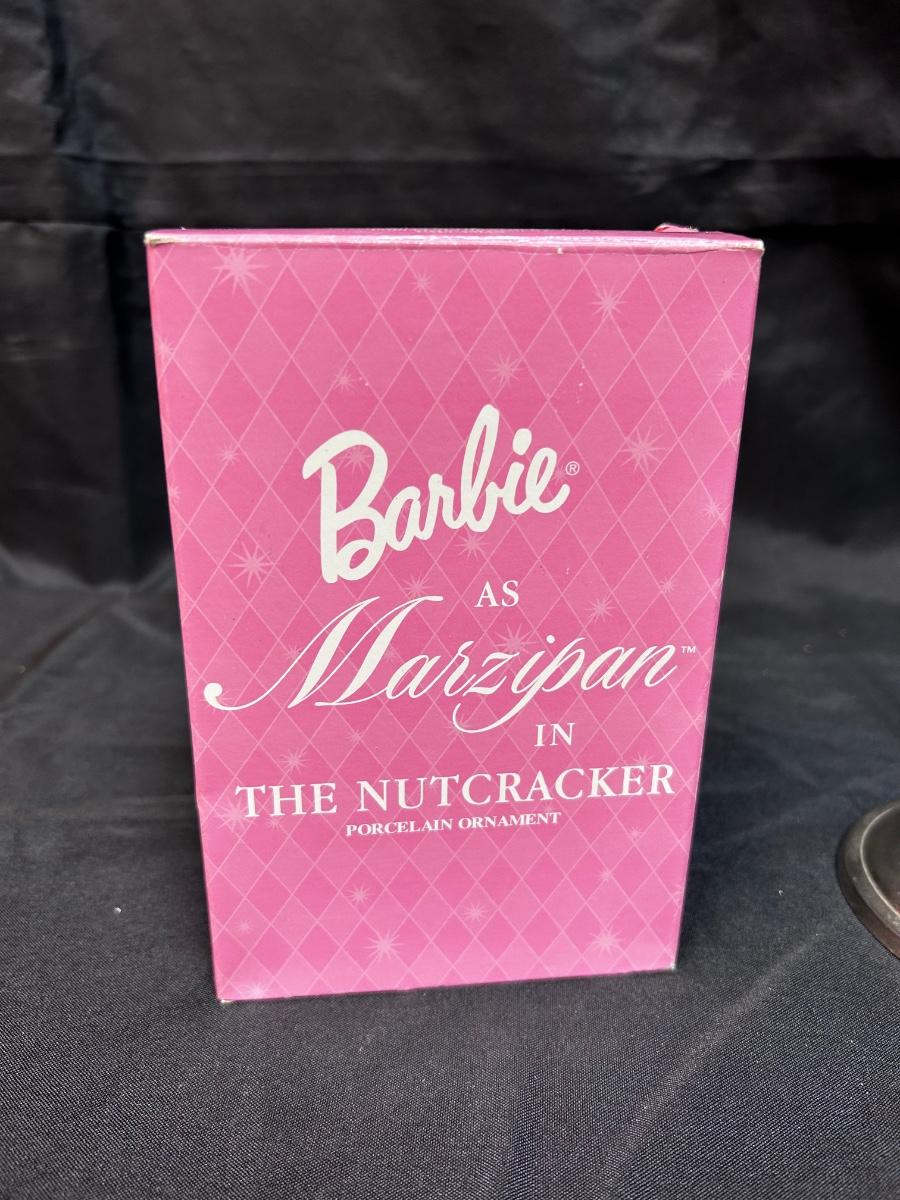 Barbie®
AS
Marzipan™
IN
THE NUTCRACKER
PORCELAIN ORNAMENT